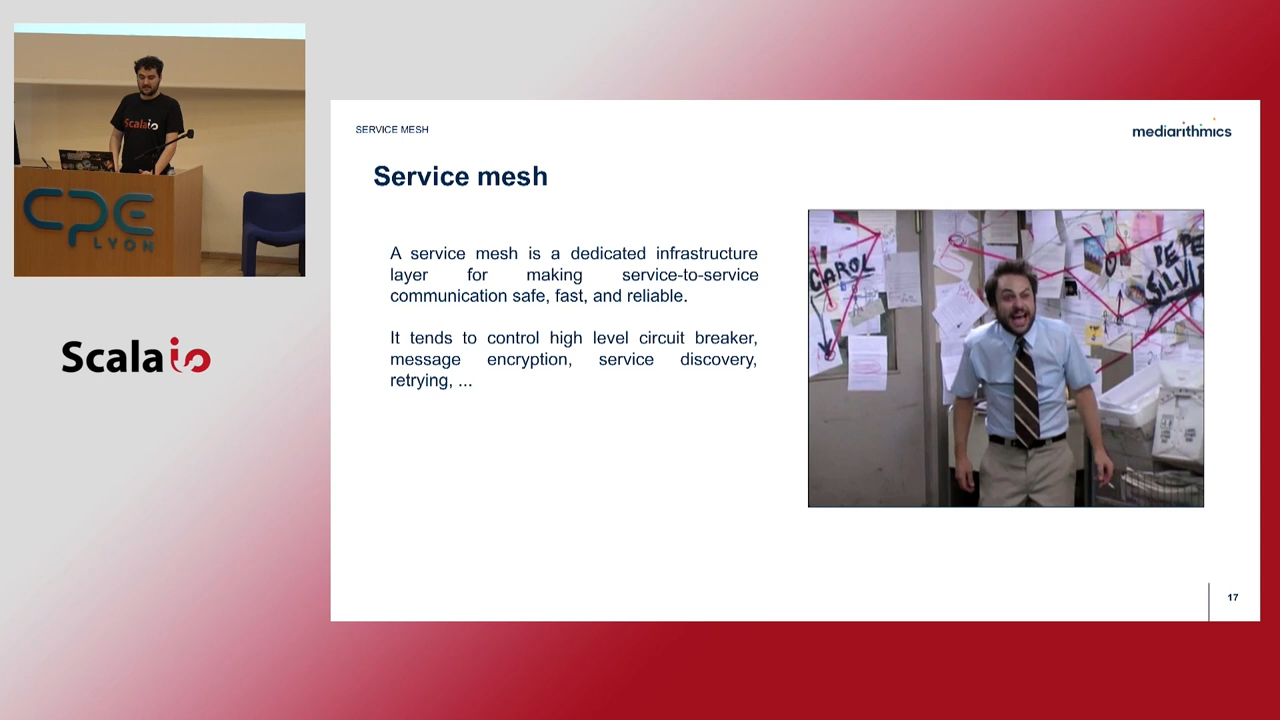 Scalaio
CPE
LYON
Scalaio
SERVICE MESH
mediarithmics
Service mesh
A service mesh is a dedicated infrastructure
layer for making service-to-service
communication safe, fast, and reliable.
It tends to control high level circuit breaker,
message encryption, service discovery,
retrying, ...
CAROL
PEPE
SILVIA
17